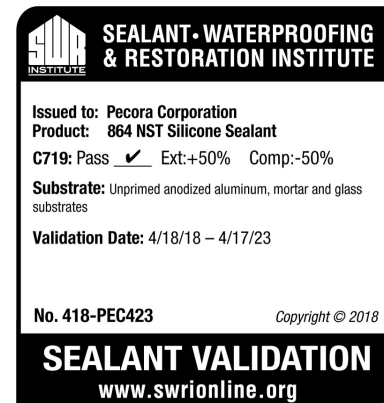 SWR
INSTITUTE
SEALANT • WATERPROOFING
& RESTORATION INSTITUTE
Issued to: Pecora Corporation
Product: 864 NST Silicone Sealant
C719: Pass ✔ Ext:+50% Comp:-50%
Substrate: Unprimed anodized aluminum, mortar and glass
substrates
Validation Date: 4/18/18 – 4/17/23
No. 418-PEC423 Copyright © 2018
SEALANT VALIDATION
www.swrionline.org